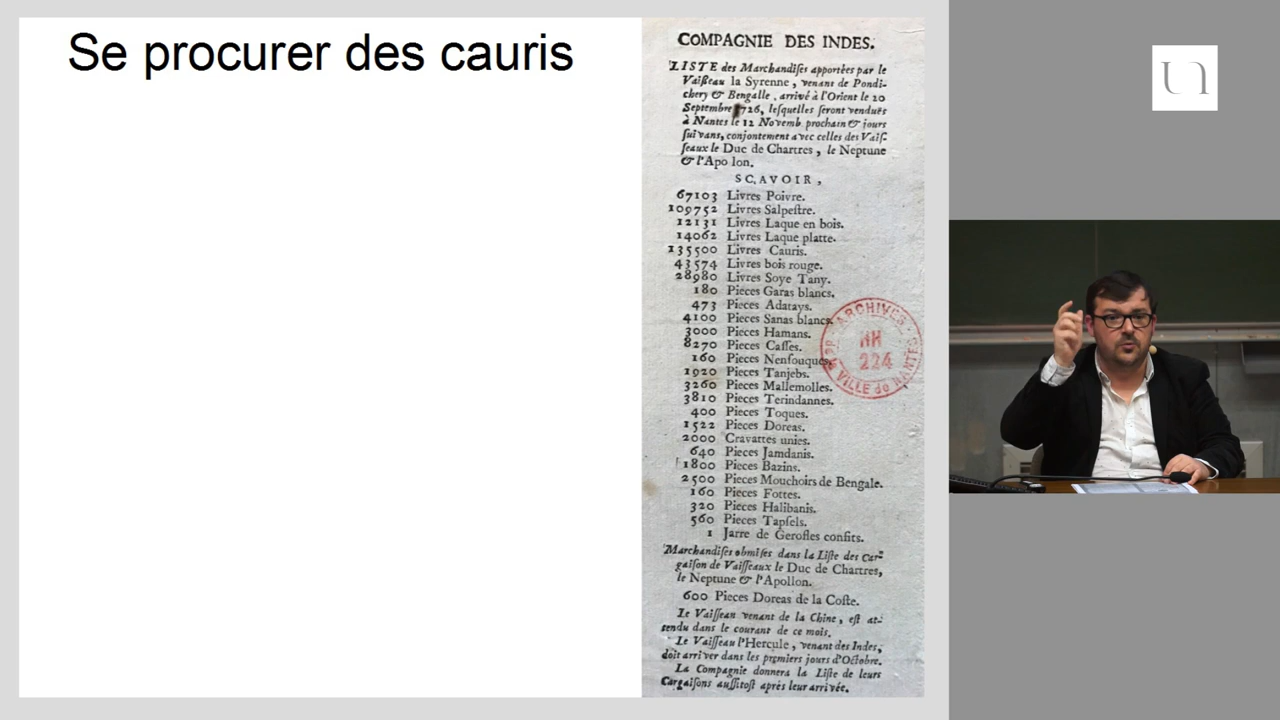 Se procurer des cauris
COMPAGNIE DES INDES.
LISTE des Marchandiſes apportées par le
Vaiſſeau la Syrenne, venant de Pondi-
chery & Bengalle, arrivé à l'Orient le 20
Septembre 1726, leſquelles ſeront venduës
à Nantes le 12 Novemb. prochain & jours
ſuivans, conjontement avec celles des Vaiſ-
ſeaux le Duc de Chartres, le Neptune
& l'Apolon.
SCAVOIR,
67103 Livres Poivre.
109752 Livres Salpeſtre.
12131 Livres Laque en bois.
14062 Livres Laque platte.
135500 Livres Cauris.
43574 Livres bois rouge.
28980 Livres Soye Tany.
180 Pieces Garas blancs.
473 Pieces Adatays.
4100 Pieces Sanas blancs.
3000 Pieces Hamans.
8270 Pieces Caſſes.
160 Pieces Nenfouques
1920 Pieces Tanjebs.
3260 Pieces Mallemolles.
3810 Pieces Terindannes.
400 Pieces Toques.
1522 Pieces Doreas.
2000 Cravattes unies.
640 Pieces Jamdanis.
1800 Pieces Bazins.
2500 Pieces Mouchoirs de Bengale.
160 Pieces Fottes.
320 Pieces Halibanis.
560 Pieces Tapſels.
1 Jarre de Gerofles confits.
Marchandiſes obmiſes dans la Liſte des Car-
gaiſon de Vaiſſeaux le Duc de Chartres,
le Neptune & l'Apollon.
600 Pieces Doreas de la Coſte.
Le Vaiſſeau venant de la Chine, eſt at-
tendu dans le courant de ce mois.
Le Vaiſſeau l'Hercule, venant des Indes,
doit arriver dans les premiers jours d'Octobre.
La Compagnie donnera la Liſte de leurs
Cargaiſons auſſitoſt après leur arrivée.
ARCHIVES
HH
224
de la VILLE de NANTES
UN